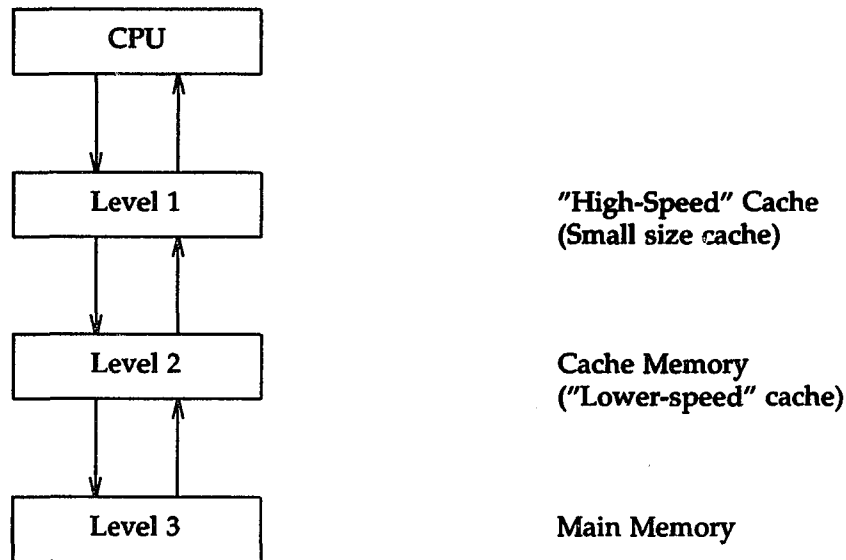 CPU
Level 1
"High-Speed" Cache
(Small size cache)
Level 2
Cache Memory
("Lower-speed" cache)
Level 3
Main Memory